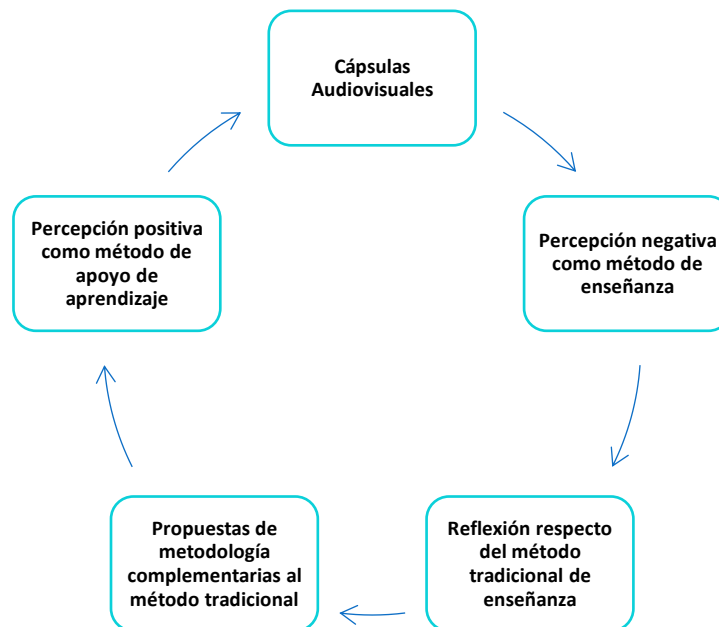 Cápsulas
Audiovisuales
Percepción negativa
como método de
enseñanza
Reflexión respecto
del método
tradicional de
enseñanza
Propuestas de
metodología
complementarias al
método tradicional
Percepción positiva
como método de
apoyo de
aprendizaje